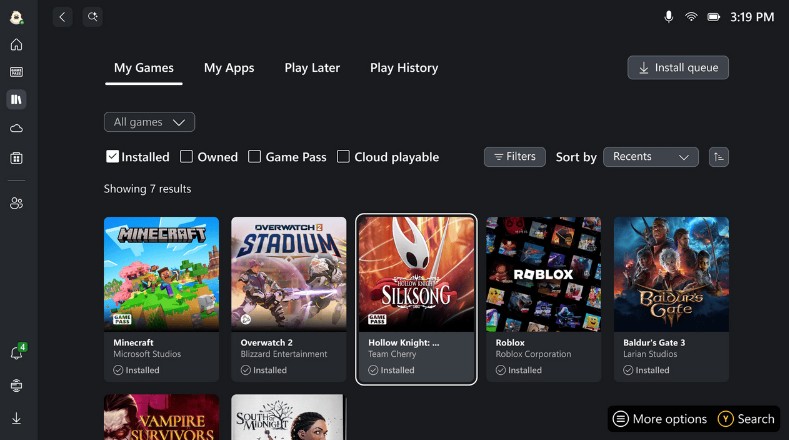 3:19 PM
My Games
My Apps
Play Later
Play History
Install queue
All games
Installed
Owned
Game Pass
Cloud playable
Filters
Sort by
Recents
Showing 7 results
MINECRAFT
GAME PASS
OVERWATCH 2
STADIUM
HOLLOW KNIGHT
SILKSONG
GAME PASS
ROBLOX
Baldur's Gate
Minecraft
Microsoft Studios
Installed
Overwatch 2
Blizzard Entertainment
Installed
Hollow Knight: ...
Team Cherry
Installed
Roblox
Roblox Corporation
Installed
Baldur's Gate 3
Larian Studios
Installed
4
VAMPIRE
SURVIVORS
SOUTH of
MIDNIGHT
More options
Y Search